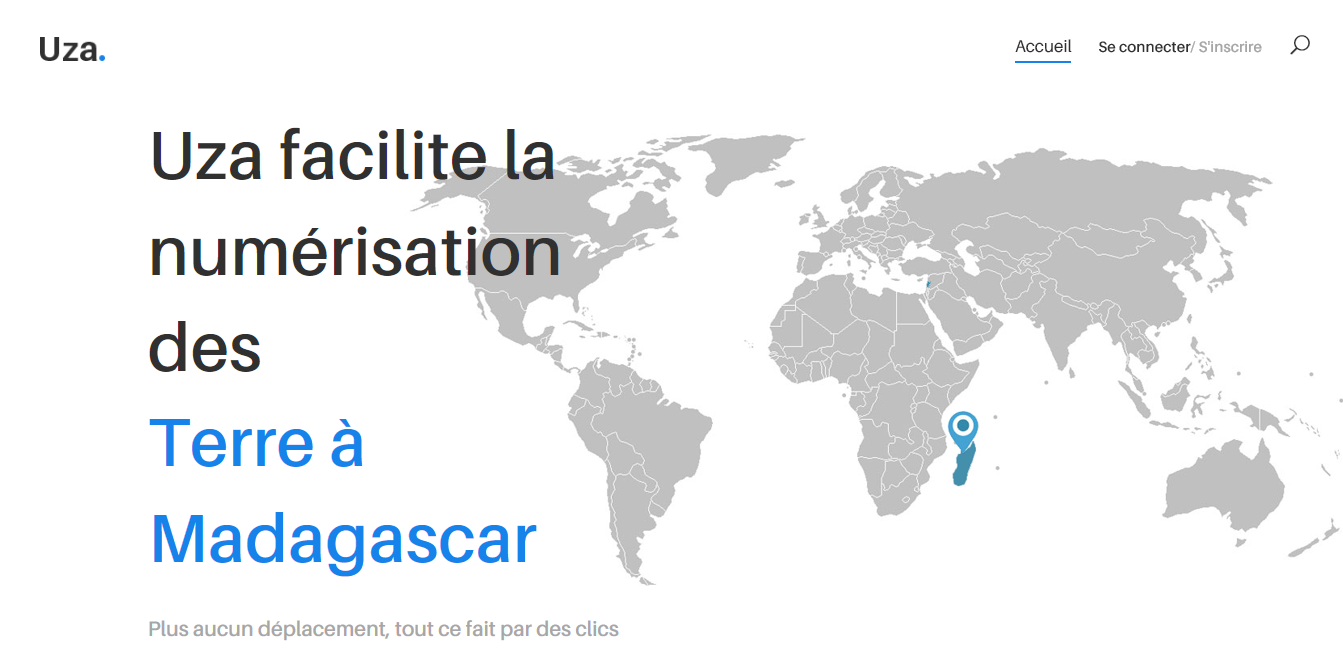 Uza.
Accueil
Se connecter/ S'inscrire
Uza facilite la
numérisation
des
Terre à
Madagascar
Plus aucun déplacement, tout ce fait par des clics